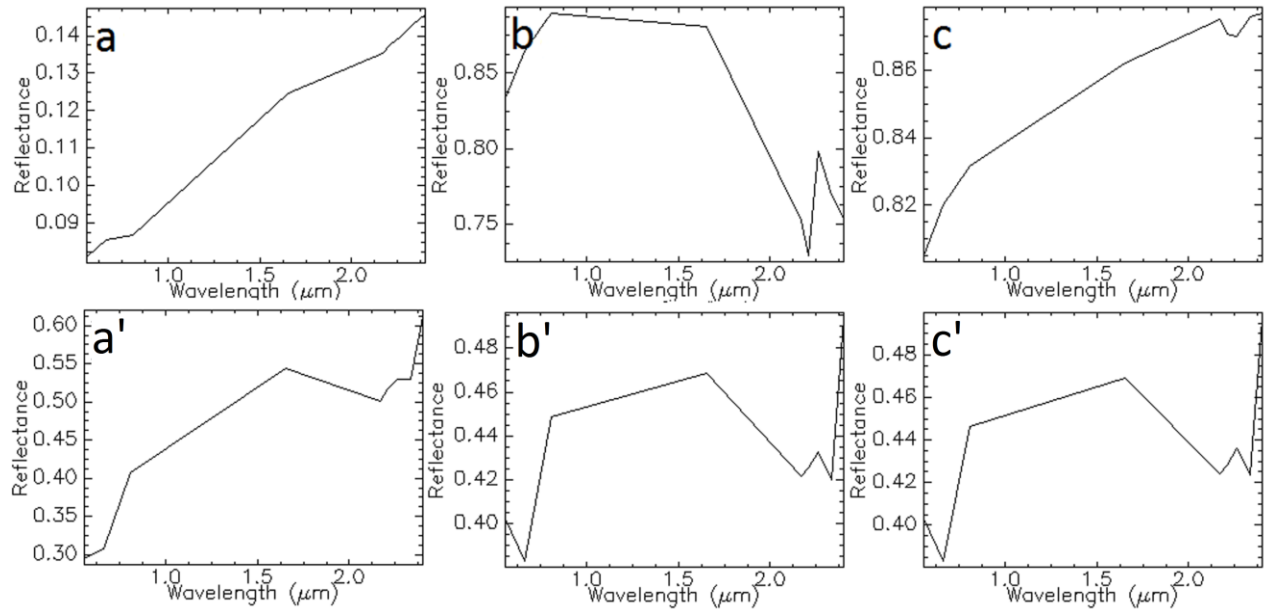 a
0.14
0.13
0.12
0.11
0.10
0.09
Reflectance
1.0 1.5 2.0
Wavelength (μm)
b
0.85
0.80
0.75
Reflectance
1.0 1.5 2.0
Wavelength (μm)
c
0.86
0.84
0.82
Reflectance
1.0 1.5 2.0
Wavelength (μm)
a'
0.60
0.55
0.50
0.45
0.40
0.35
0.30
Reflectance
1.0 1.5 2.0
Wavelength (μm)
b'
0.48
0.46
0.44
0.42
0.40
Reflectance
1.0 1.5 2.0
Wavelength (μm)
c'
0.48
0.46
0.44
0.42
0.40
Reflectance
1.0 1.5 2.0
Wavelength (μm)